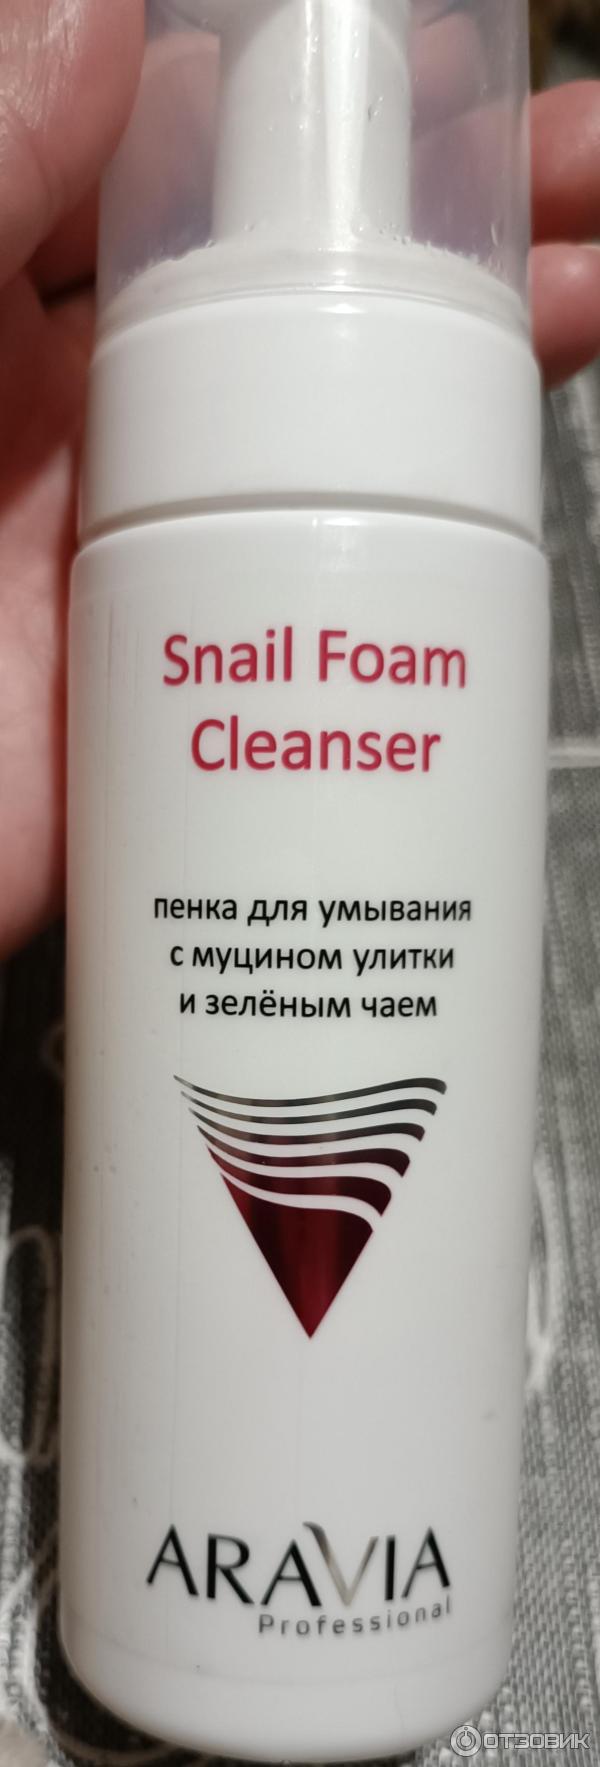 Snail Foam
Cleanser
пенка для умывания
с муцином улитки
и зелёным чаем
ARAVIA
Professional
ОТЗОВИК